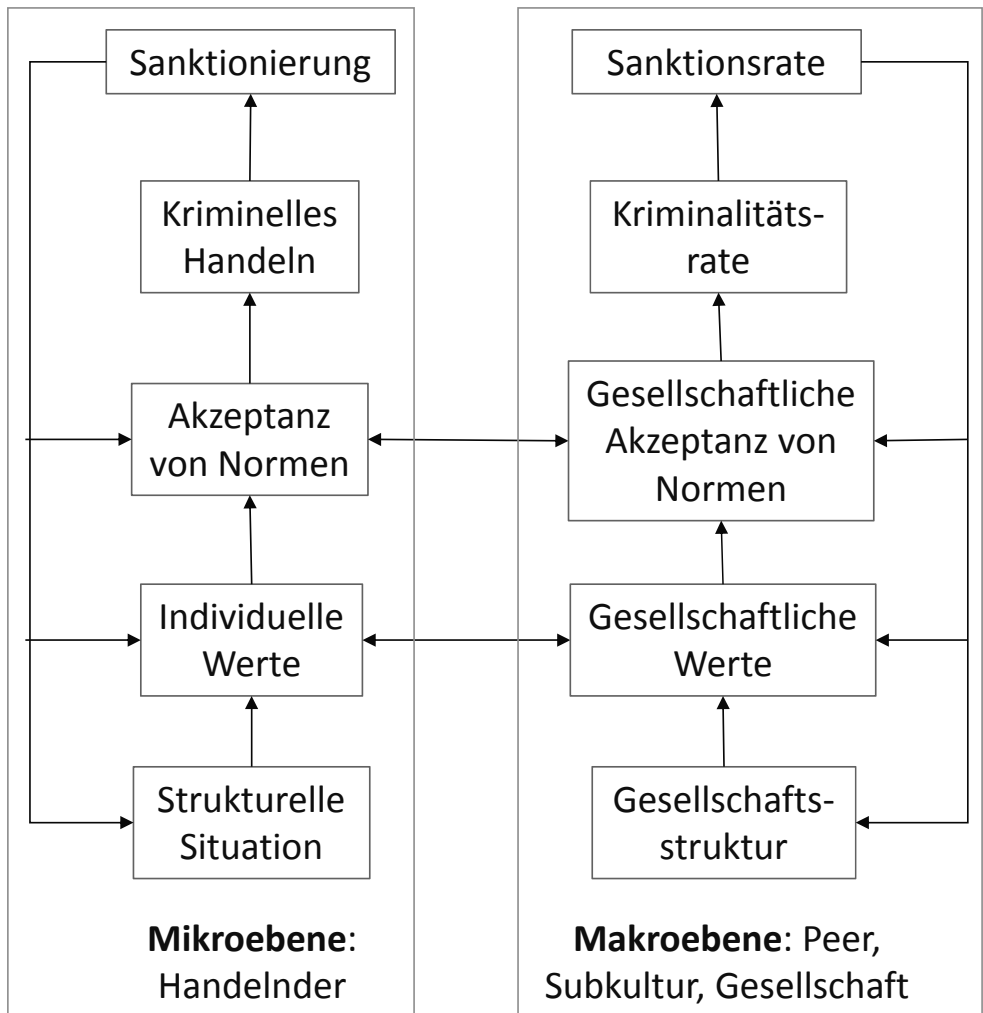 Sanktionierung
Kriminelles
Handeln
Akzeptanz
von Normen
Individuelle
Werte
Strukturelle
Situation
Mikroebene:
Handelnder
Sanktionsrate
Kriminalitäts-
rate
Gesellschaftliche
Akzeptanz von
Normen
Gesellschaftliche
Werte
Gesellschafts-
struktur
Makroebene: Peer,
Subkultur, Gesellschaft